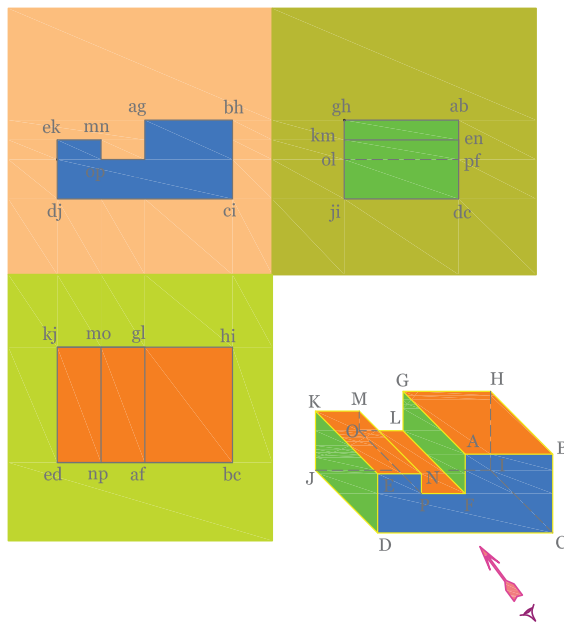 ag bh gh ab
ek mn km en
op ol pf
dj ci ji dc
kj mo gl hi
ed np af bc
G H
K M
L
O A B
J I
E N
P F
D C